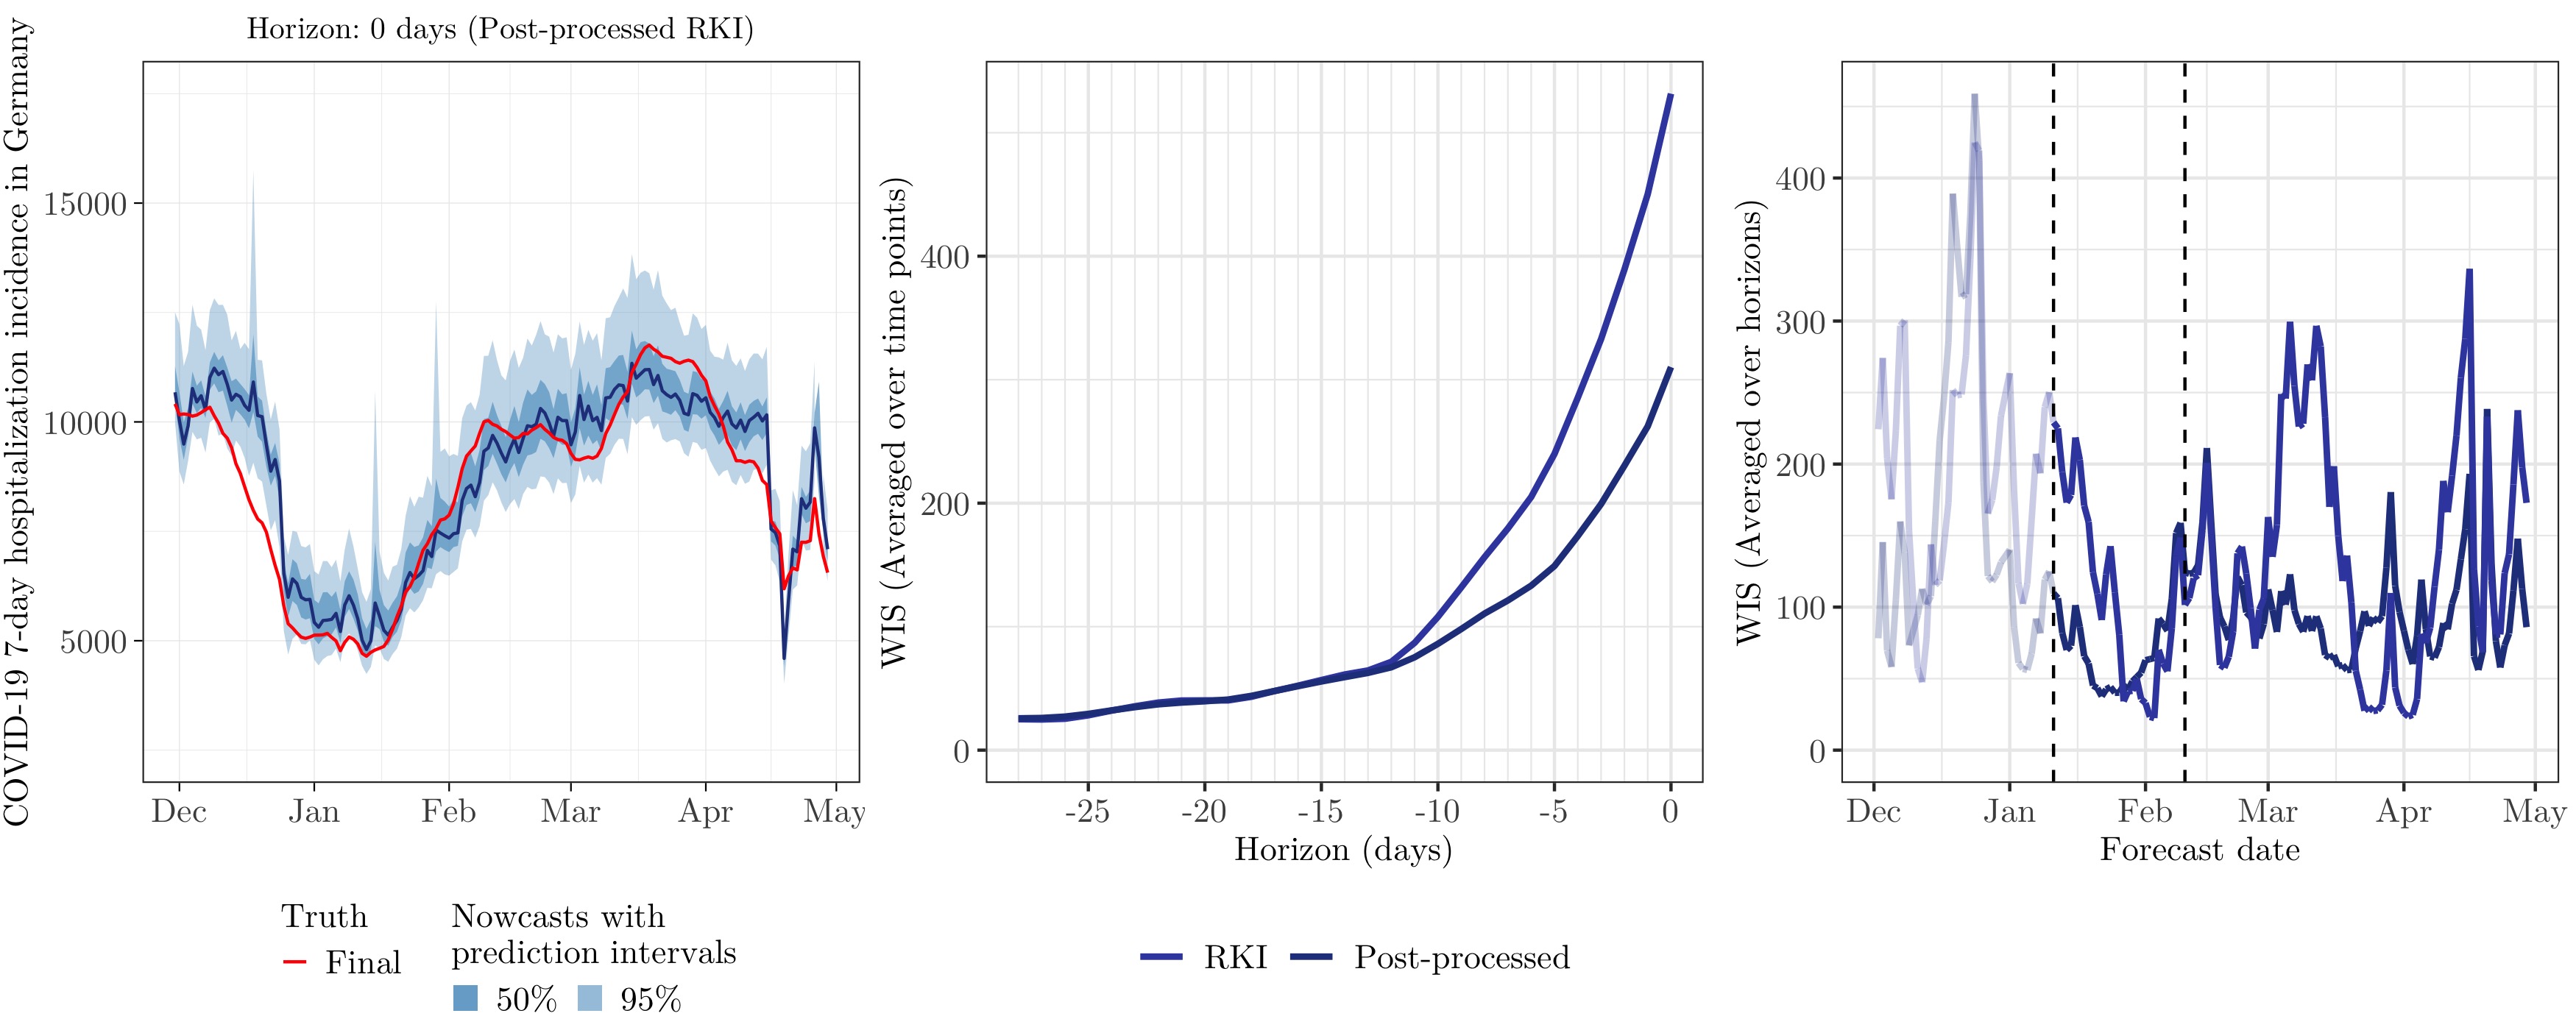 Horizon: 0 days (Post-processed RKI)
COVID-19 7-day hospitalization incidence in Germany
15000
10000
5000
Dec Jan Feb Mar Apr May
Truth
Final
Nowcasts with
prediction intervals
50% 95%
WIS (Averaged over time points)
400
200
0
-25 -20 -15 -10 -5 0
Horizon (days)
RKI Post-processed
WIS (Averaged over horizons)
400
300
200
100
0
Dec Jan Feb Mar Apr May
Forecast date